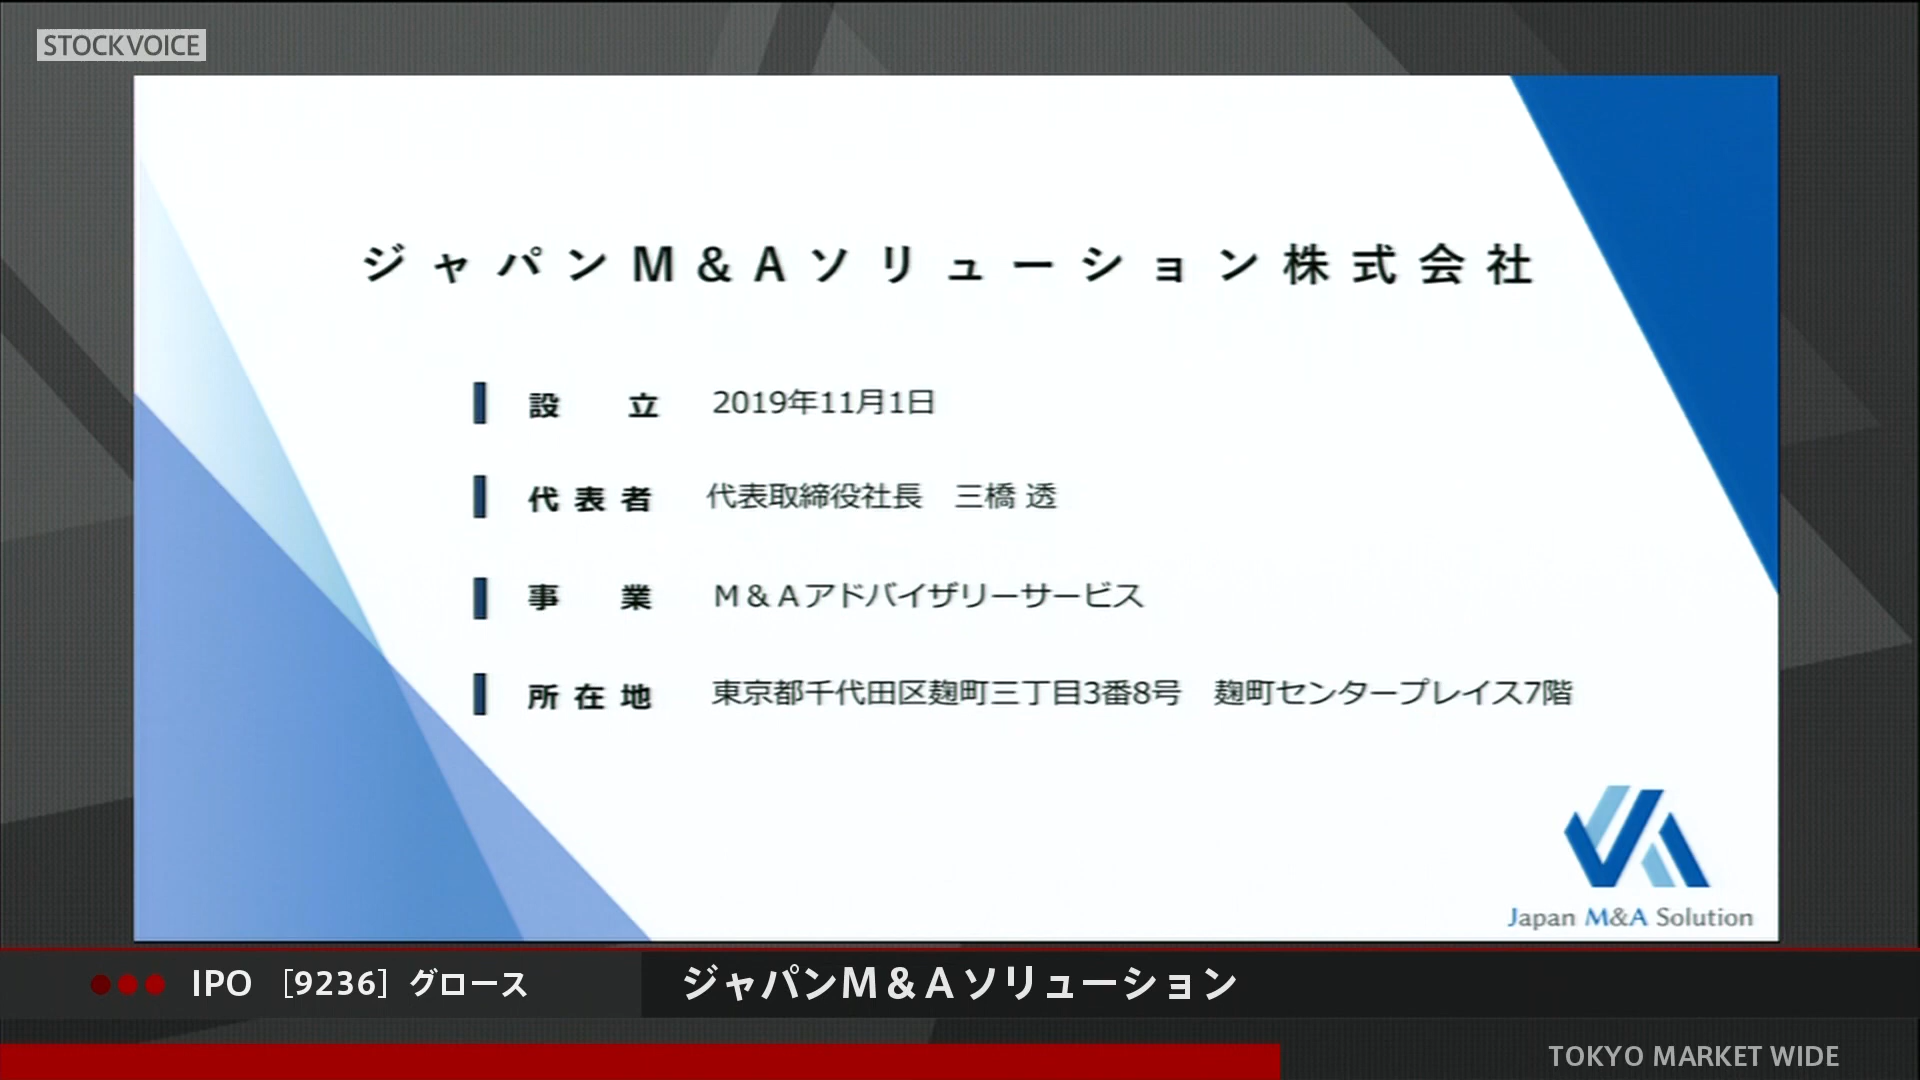 STOCKVOICE
ジャパンM&Aソリューション株式会社
設立 2019年11月1日
代表者 代表取締役社長 三橋 透
事業 M&Aアドバイザリーサービス
所在地 東京都千代田区麹町三丁目3番8号 麹町センタープレイス7階
Japan M&A Solution
IPO [9236] グロース ジャパンM&Aソリューション
TOKYO MARKET WIDE